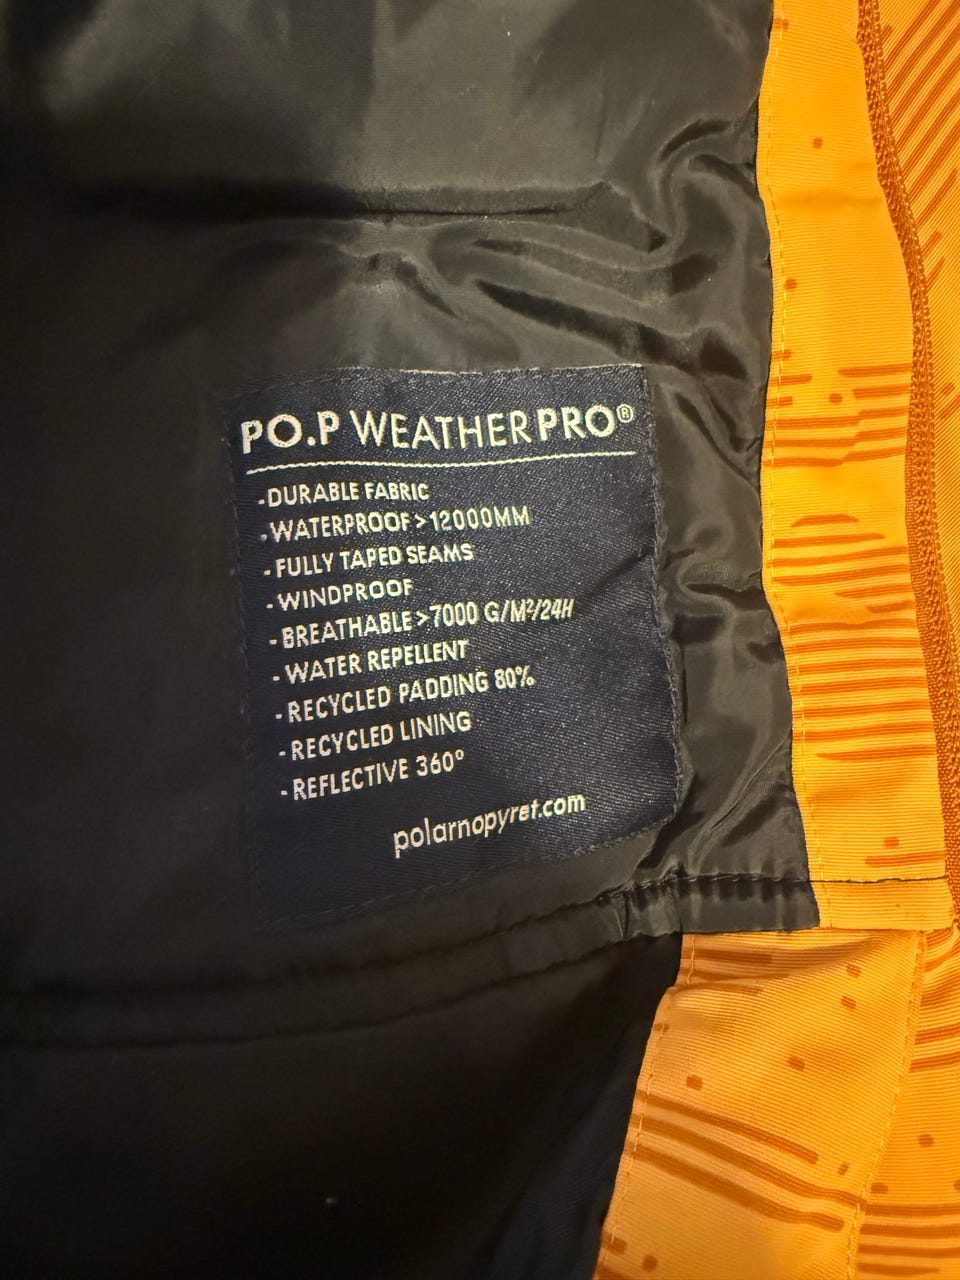 PO.P WEATHERPRO®
-DURABLE FABRIC
-WATERPROOF>12000MM
-FULLY TAPED SEAMS
-WINDPROOF
-BREATHABLE>7000 G/M²/24H
-WATER REPELLENT
-RECYCLED PADDING 80%
-RECYCLED LINING
-REFLECTIVE 360°
polarnopyret.com